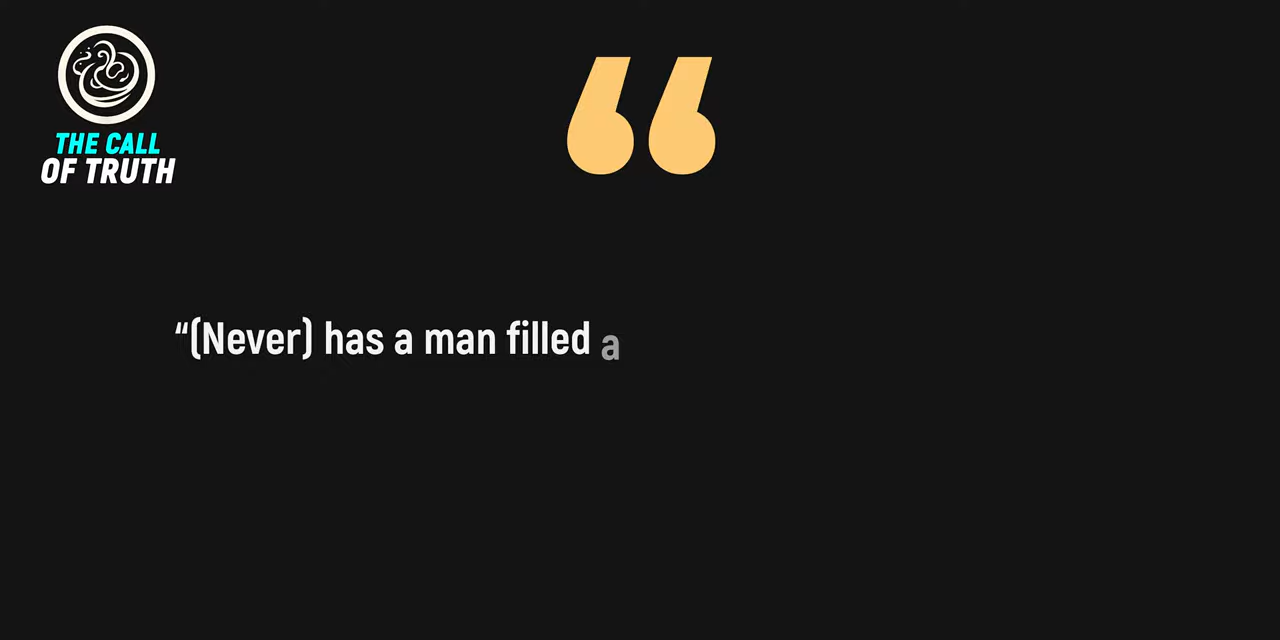 THE CALL
OF TRUTH
“
“(Never) has a man filled a